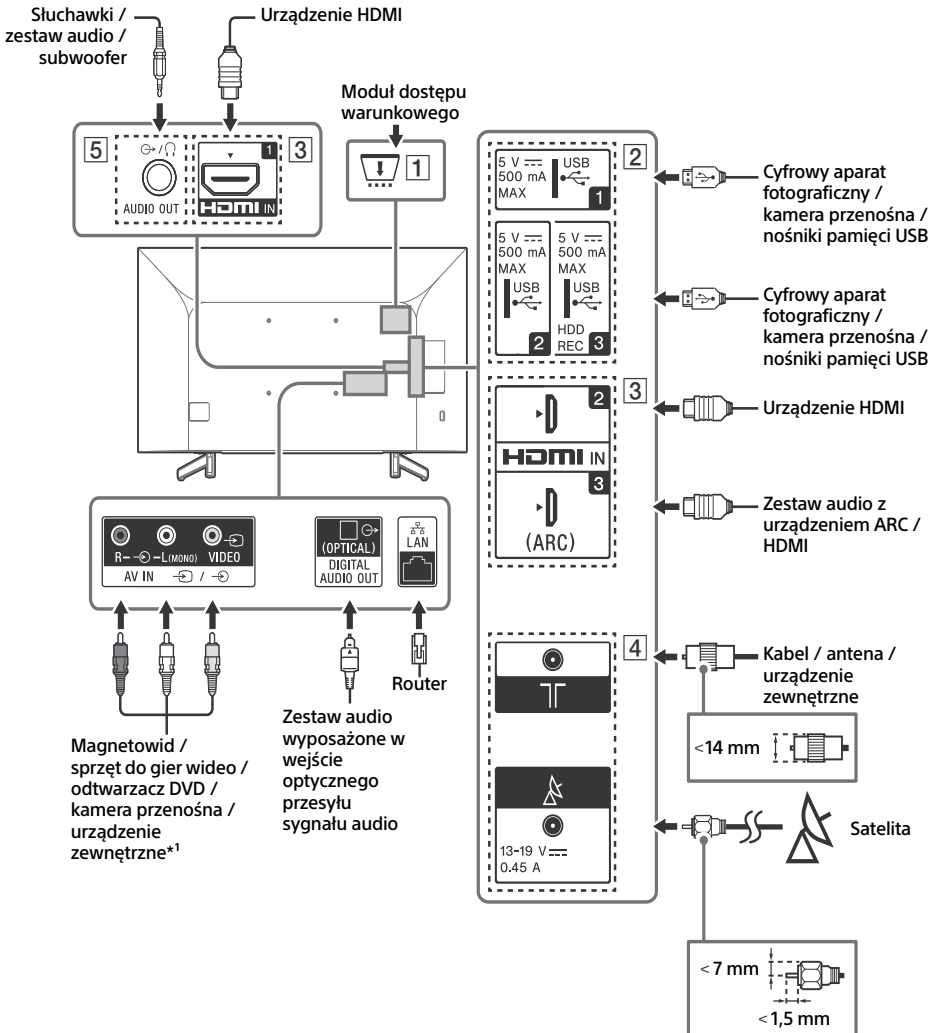 Słuchawki /
zestaw audio /
subwoofer
Urządzenie HDMI
Moduł dostępu
warunkowego
5
AUDIO OUT
1
3
HDMI IN
1
5 V
500 mA
MAX
USB
1
2
Cyfrowy aparat
fotograficzny /
kamera przenośna /
nośniki pamięci USB
5 V
500 mA
MAX
USB
2
5 V
500 mA
MAX
USB
HDD
REC 3
Cyfrowy aparat
fotograficzny /
kamera przenośna /
nośniki pamięci USB
2
3
HDMI IN
3
(ARC)
Urządzenie HDMI
Zestaw audio z
urządzeniem ARC /
HDMI
R- -L(MONO) VIDEO
AV IN /
(OPTICAL)
DIGITAL
AUDIO OUT
LAN
Magnetowid /
sprzęt do gier wideo /
odtwarzacz DVD /
kamera przenośna /
urządzenie
zewnętrzne*1
Zestaw audio
wyposażone w
wejście
optycznego
przesyłu
sygnału audio
Router
4
Kabel / antena /
urządzenie
zewnętrzne
<14 mm
13-19 V
0.45 A
Satelita
<7 mm
<1,5 mm